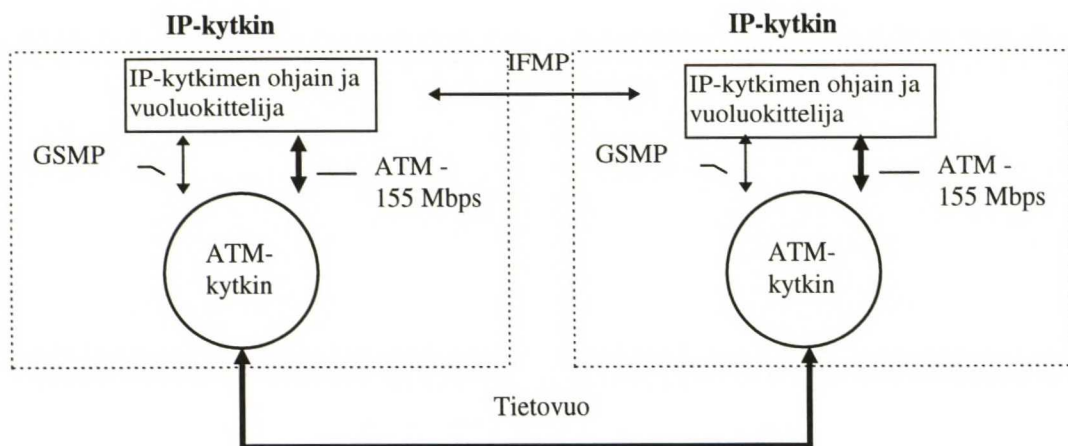 IP-kytkin
IP-kytkin
IFMP
IP-kytkimen ohjain ja
vuoluokittelija
IP-kytkimen ohjain ja
vuoluokittelija
GSMP
ATM -
155 Mbps
GSMP
ATM -
155 Mbps
ATM-
kytkin
ATM-
kytkin
Tietovuo